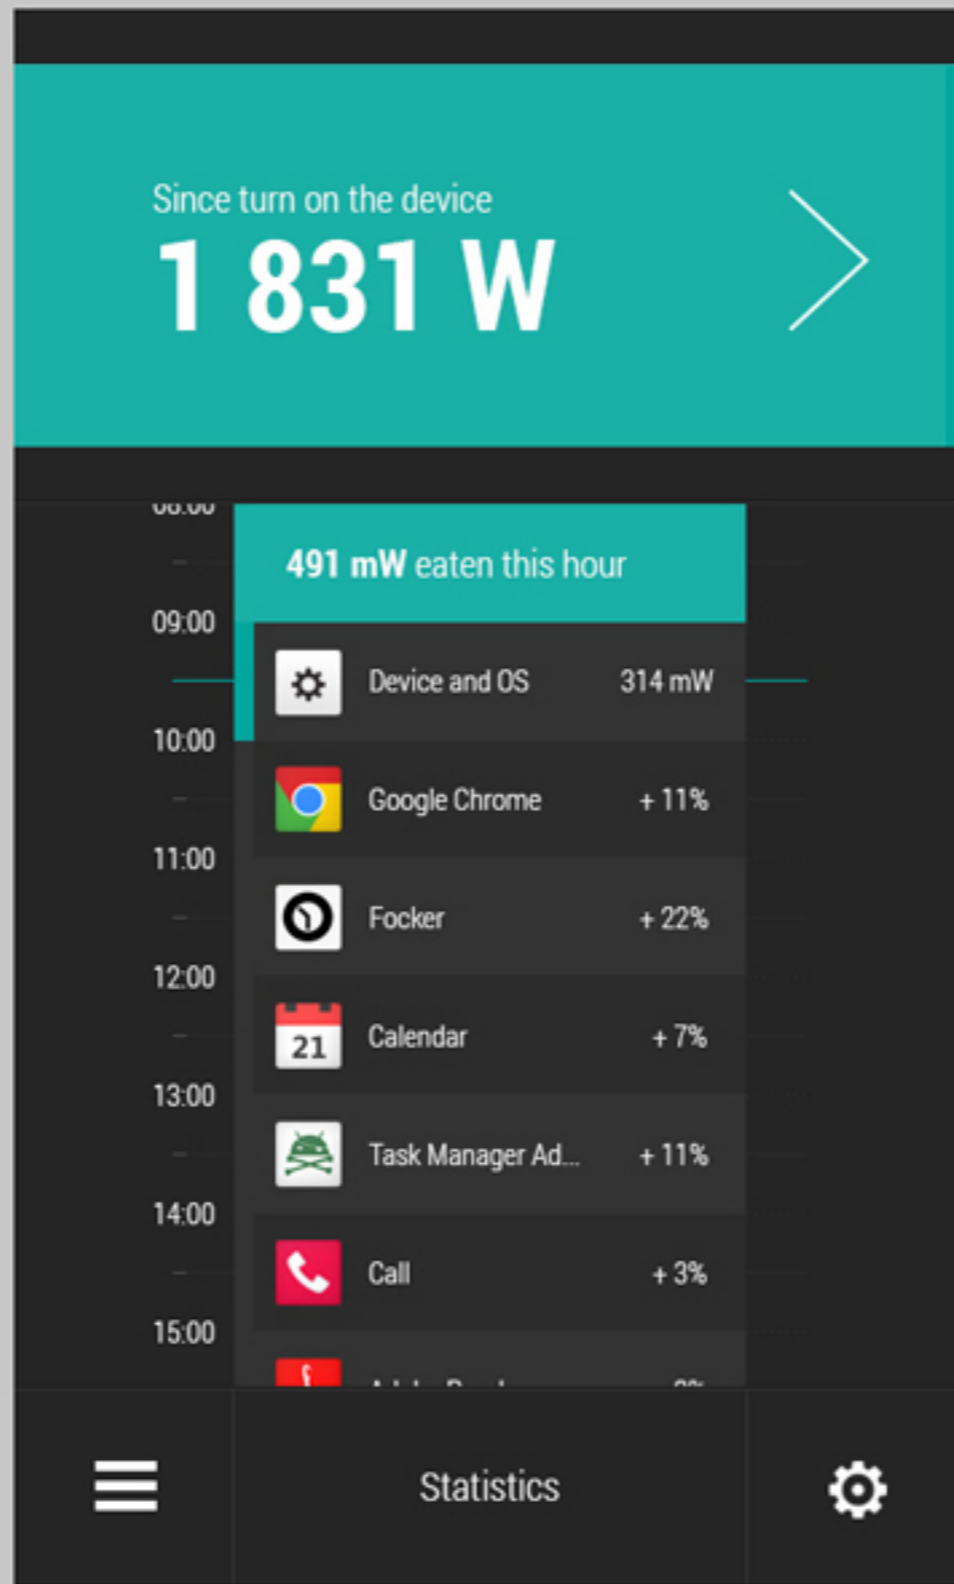 Since turn on the device
1 831 W
08:00
491 mW eaten this hour
09:00
Device and OS 314 mW
10:00
Google Chrome + 11%
11:00
Focker + 22%
12:00
21
Calendar + 7%
13:00
Task Manager Ad... + 11%
14:00
Call + 3%
15:00
Statistics